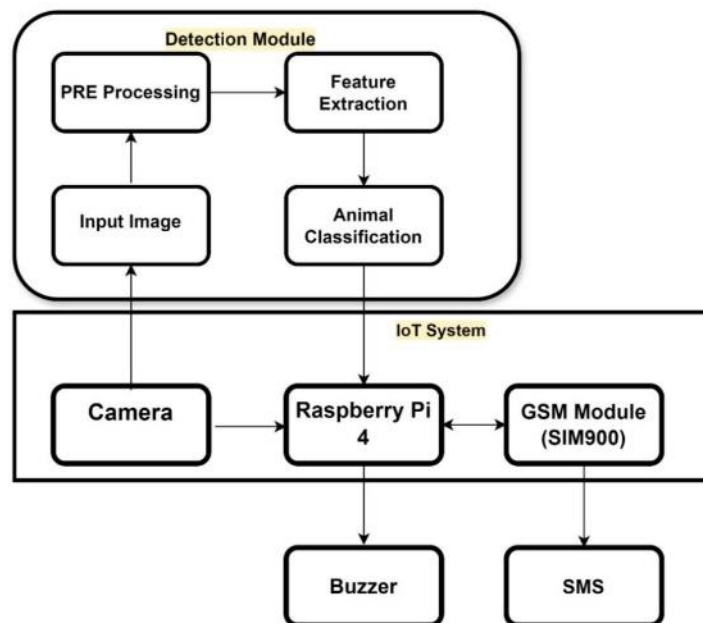 Detection Module
PRE Processing
Feature
Extraction
Input Image
Animal
Classification
IoT System
Camera
Raspberry Pi
4
GSM Module
(SIM900)
Buzzer
SMS